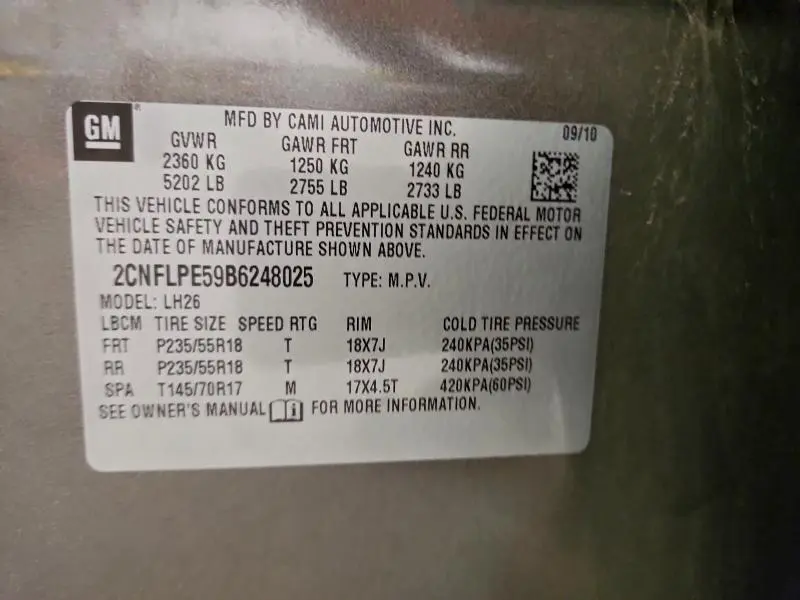 GM
MFD BY CAMI AUTOMOTIVE INC. 09/10
GVWR GAWR FRT GAWR RR
2360 KG 1250 KG 1240 KG
5202 LB 2755 LB 2733 LB
THIS VEHICLE CONFORMS TO ALL APPLICABLE U.S. FEDERAL MOTOR
VEHICLE SAFETY AND THEFT PREVENTION STANDARDS IN EFFECT ON
THE DATE OF MANUFACTURE SHOWN ABOVE.
2CNFLPE59B6248025 TYPE: M.P.V.
MODEL: LH26
LBCM TIRE SIZE SPEED RTG RIM COLD TIRE PRESSURE
FRT P235/55R18 T 18X7J 240KPA(35PSI)
RR P235/55R18 T 18X7J 240KPA(35PSI)
SPA T145/70R17 M 17X4.5T 420KPA(60PSI)
SEE OWNER'S MANUAL FOR MORE INFORMATION.